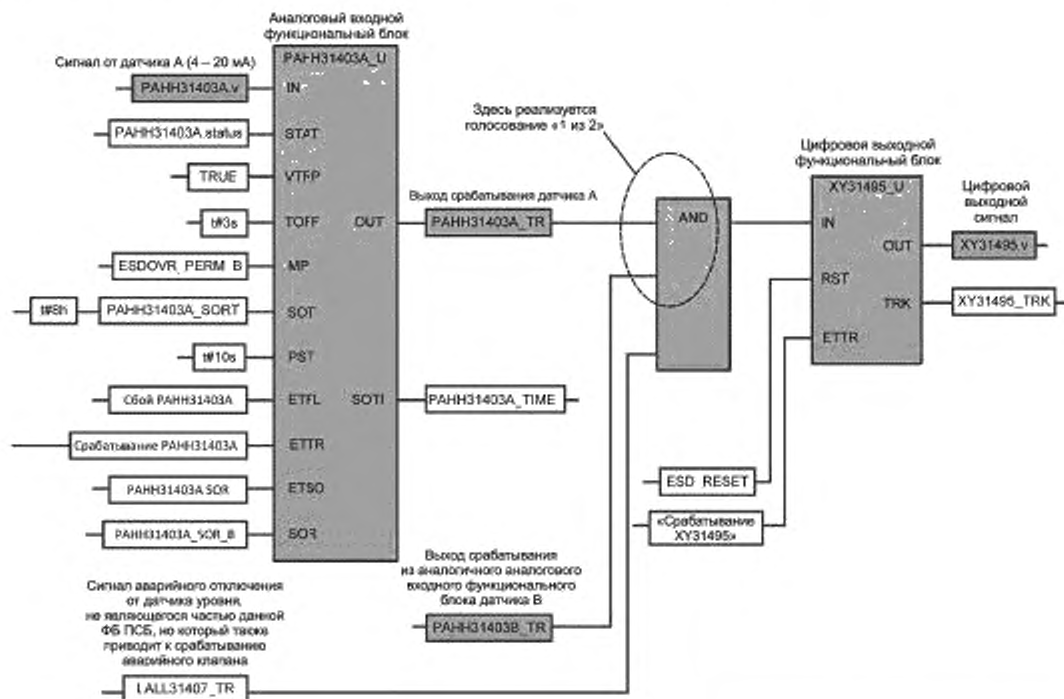 Аналоговый входной
функциональный блок
Сигнал от датчика А (4 – 20 мА)
PAHH31403A_U
PAHH31403A.v
IN
PAHH31403A.status
STAT
TRUE
VTRP
t#3s
TOFF
OUT
ESDOVR_PERM_B
MP
t#8h
PAHH31403A_SORT
SOT
t#10s
PST
Сбой PAHH31403A
ETFL
SOTI
PAHH31403A_TIME
Срабатывание PAHH31403A
ETTR
PAHH31403A SOR
ETSO
PAHH31403A_SOR_B
SOR
Выход срабатывания датчика А
PAHH31403A_TR
Здесь реализуется
голосование «1 из 2»
AND
Цифровой выходной
функциональный блок
XY31495_U
IN
OUT
RST
TRK
ETTR
Цифровой
выходной
сигнал
XY31495.v
XY31495_TRK
ESD_RESET
«Срабатывание
XY31495»
Выход срабатывания
из аналогичного аналогового
входного функционального
блока датчика В
PAHH31403B_TR
Сигнал аварийного отключения
от датчика уровня,
не являющегося частью данной
ФБ ПСБ, но который также
приводит к срабатыванию
аварийного клапана
LALL31407_TR